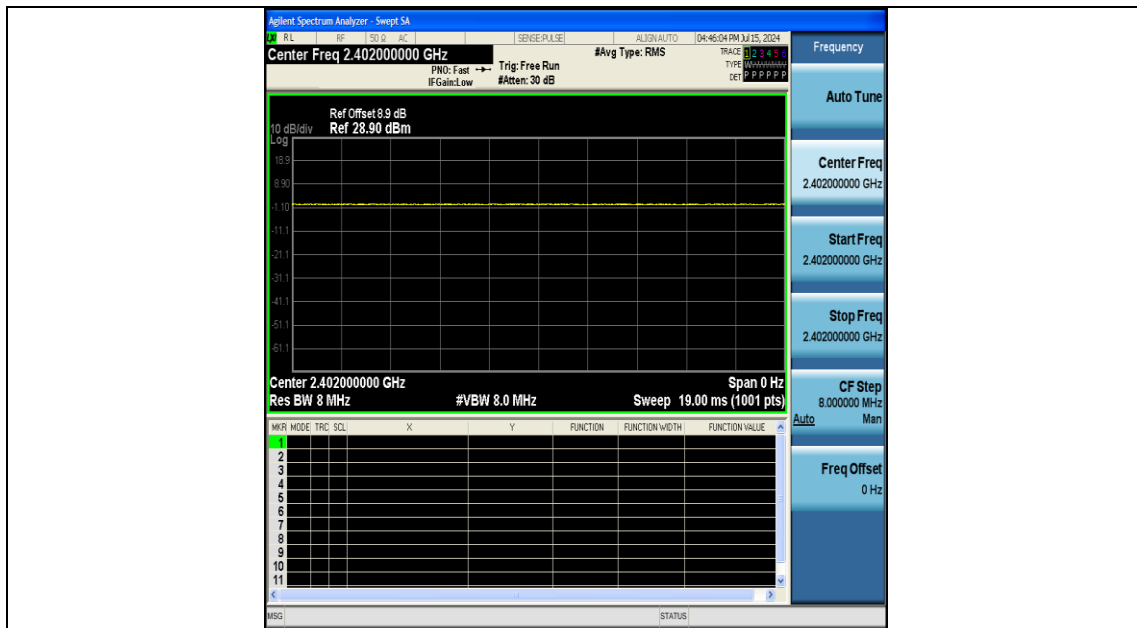 Agilent Spectrum Analyzer - Swept SA
LXI RL RF 50 Ω AC SENSE:PULSE ALIGN AUTO 04:46:04 PM Jul 15, 2024
Center Freq 2.402000000 GHz #Avg Type: RMS TRACE 1 2 3 4 5 6
PNO: Fast Trig: Free Run TYPE
IFGain:Low #Atten: 30 dB DET P P P P P P
Ref Offset 8.9 dB
10 dB/div Ref 28.90 dBm
Log
18.9
8.90
-1.10
-11.1
-21.1
-31.1
-41.1
-51.1
-61.1
Center 2.402000000 GHz Span 0 Hz
Res BW 8 MHz #VBW 8.0 MHz Sweep 19.00 ms (1001 pts)
MKR MODE TRC SCL X Y FUNCTION FUNCTION WIDTH FUNCTION VALUE
1
2
3
4
5
6
7
8
9
10
11
MSG STATUS
Frequency
Auto Tune
Center Freq
2.402000000 GHz
Start Freq
2.402000000 GHz
Stop Freq
2.402000000 GHz
CF Step
8.000000 MHz
Auto Man
Freq Offset
0 Hz